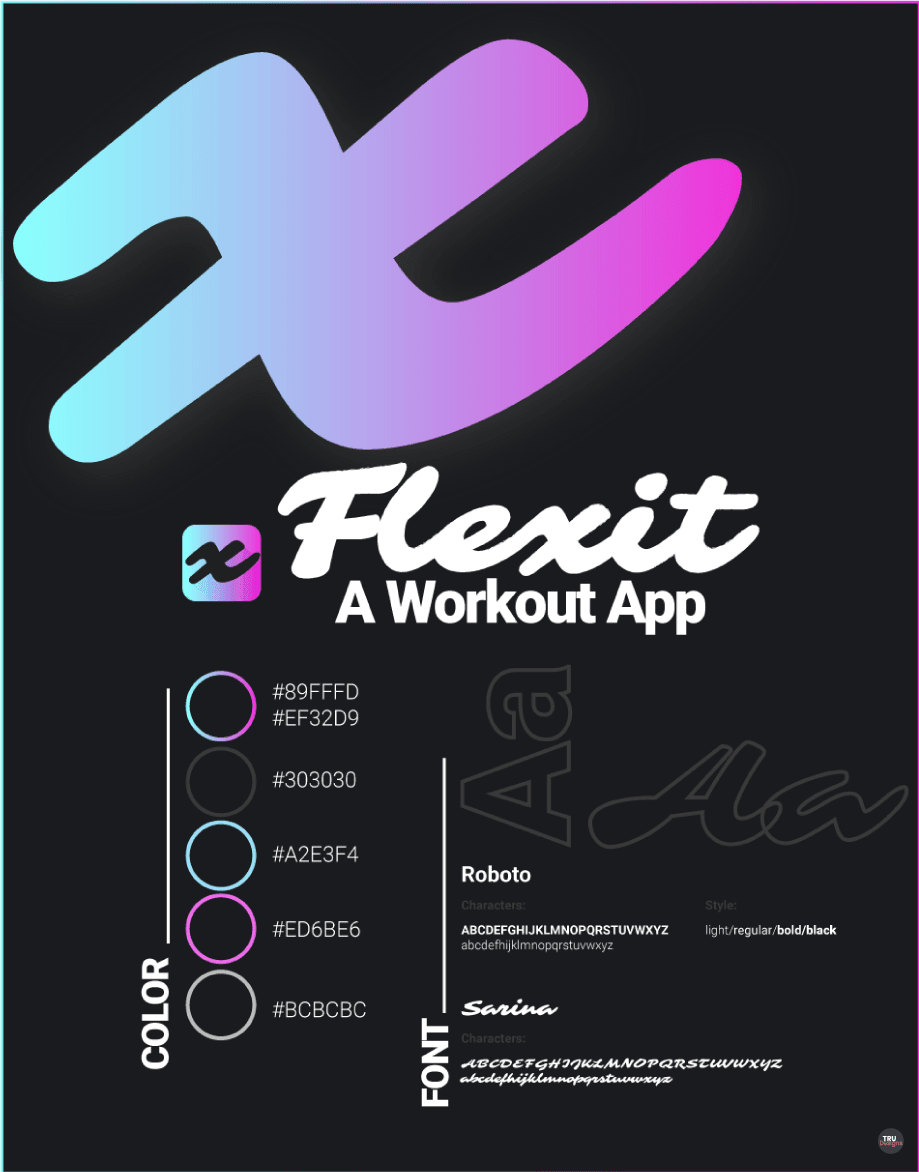 Flexit
A Workout App
#89FFFD
#EF32D9
#303030
#A2E3F4
#ED6BE6
#BCBCBC
COLOR
Aa
Aa
Roboto
Characters:
Style:
ABCDEFGHIJKLMNOPQRSTUVWXYZ
light/regular/bold/black
abcdefhijklmnopqrstuvwxyz
Sarina
Characters:
ABCDEFGHIJKLMNOPQRSTUVWXYZ
abcdefhijklmnopqrstuvwxyz
FONT
TRU
Designs